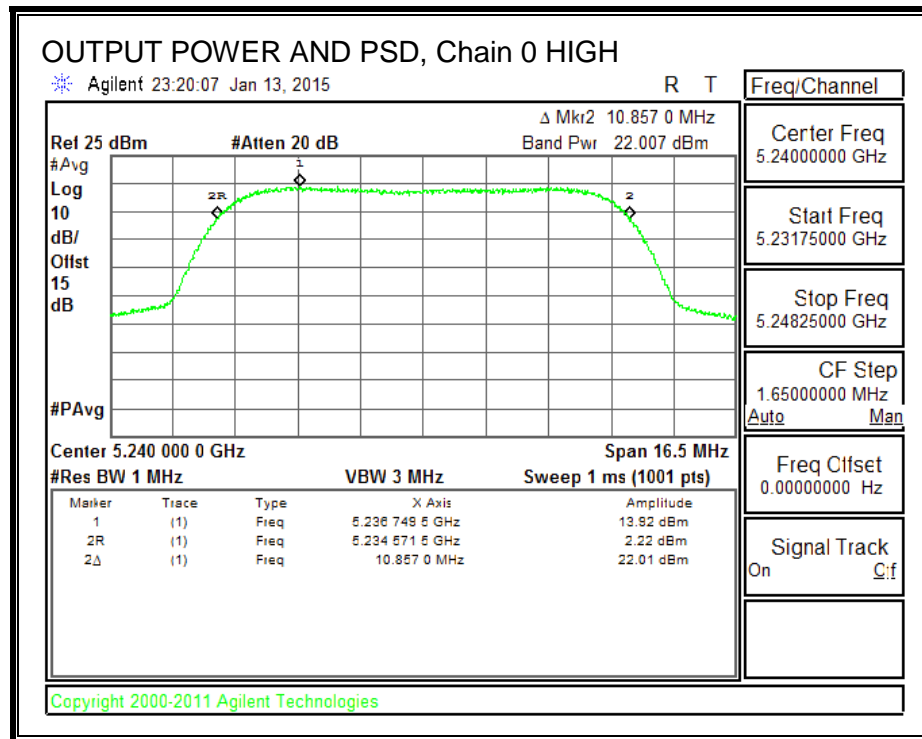 OUTPUT POWER AND PSD, Chain 0 HIGH
Agilent 23:20:07 Jan 13, 2015 R T
Δ Mkr2 10.857 0 MHz
Ref 25 dBm #Atten 20 dB Band Pwr 22.007 dBm
#Avg
Log
10
dB/
Offst
15
dB
#PAvg
1
2R
2
Center 5.240 000 0 GHz Span 16.5 MHz
#Res BW 1 MHz VBW 3 MHz Sweep 1 ms (1001 pts)
Marker Trace Type X Axis Amplitude
1 (1) Freq 5.236 749 5 GHz 13.92 dBm
2R (1) Freq 5.234 571 5 GHz 2.22 dBm
2Δ (1) Freq 10.857 0 MHz 22.01 dBm
Copyright 2000-2011 Agilent Technologies
Freq/Channel
Center Freq
5.24000000 GHz
Start Freq
5.23175000 GHz
Stop Freq
5.24825000 GHz
CF Step
1.65000000 MHz
Auto Man
Freq Offset
0.00000000 Hz
Signal Track
On Off